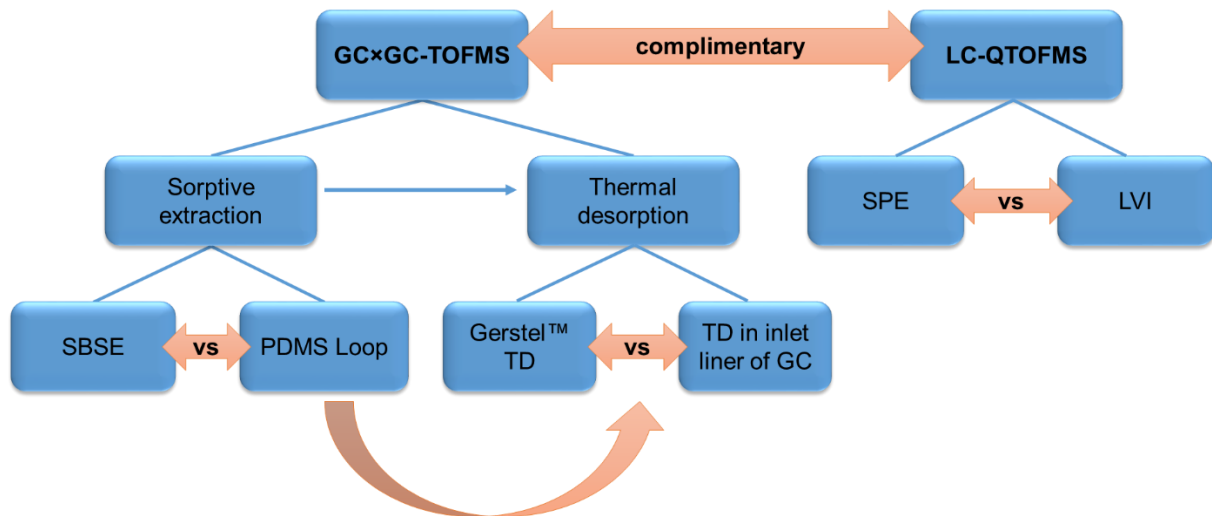 GC×GC-TOFMS
complimentary
LC-QTOFMS
Sorptive
extraction
Thermal
desorption
SPE
vs
LVI
SBSE
vs
PDMS Loop
Gerstel™
TD
vs
TD in inlet
liner of GC